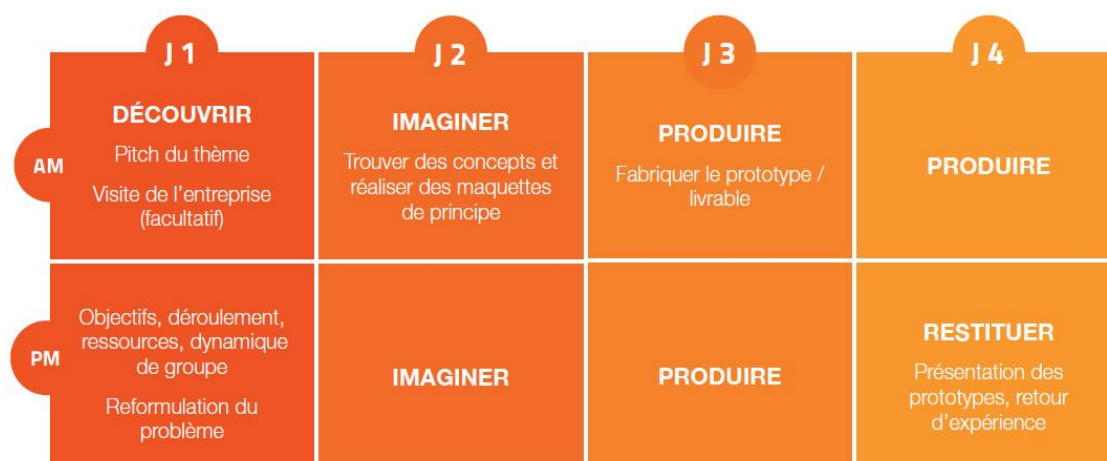 J 1
J 2
J 3
J 4
AM
DÉCOUVRIR
Pitch du thème
Visite de l'entreprise
(facultatif)
IMAGINER
Trouver des concepts et
réaliser des maquettes
de principe
PRODUIRE
Fabriquer le prototype /
livrable
PRODUIRE
PM
Objectifs, déroulement,
ressources, dynamique
de groupe
Reformulation du
problème
IMAGINER
PRODUIRE
RESTITUER
Présentation des
prototypes, retour
d'expérience